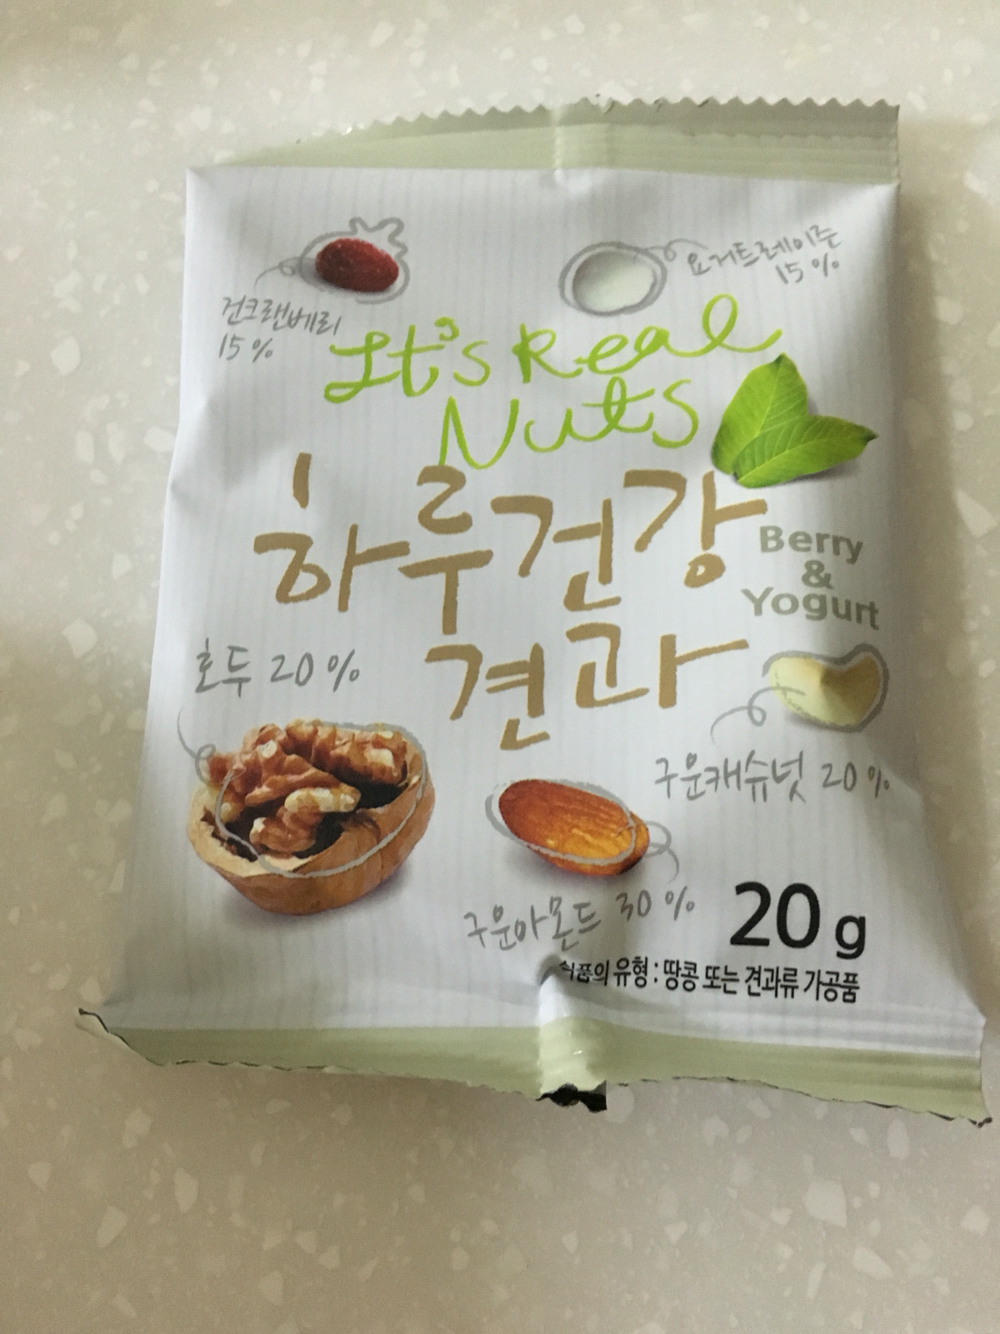 건크랜베리
15%
요거트레이즌
15%
It's Real
Nuts
하루건강
견과
Berry
&
Yogurt
호두 20%
구운캐슈넛 20%
구운아몬드 30%
20g
식품의 유형 : 땅콩 또는 견과류 가공품